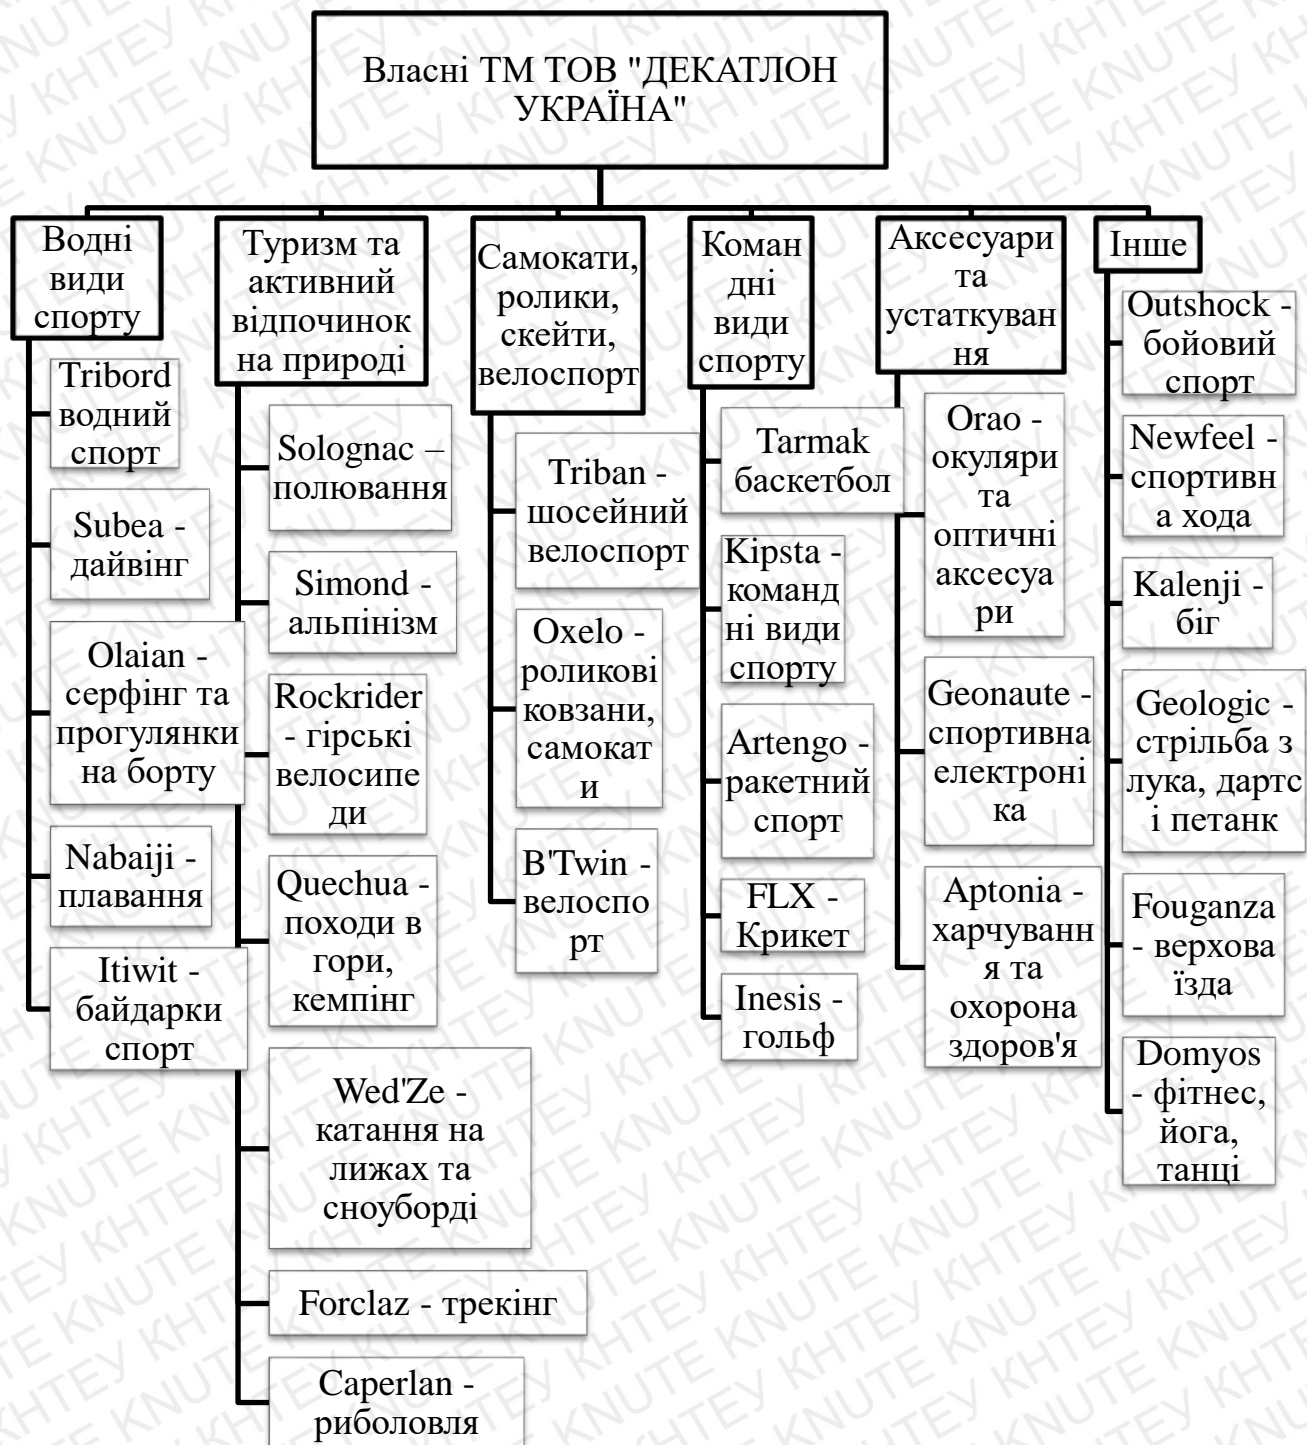 Власні ТМ ТОВ "ДЕКАТЛОН
УКРАЇНА"
Водні
види
спорту
Tribord
водний
спорт
Subea -
дайвінг
Olaian -
серфінг та
прогулянки
на борту
Nabaiji -
плавання
Itiwit -
байдарки
спорт
Туризм та
активний
відпочинок
на природі
Solognac –
полювання
Simond -
альпінізм
Rockrider
- гірські
велосипе
ди
Quechua -
походи в
гори,
кемпінг
Wed'Ze -
катання на
лижах та
сноуборді
Forclaz - трекінг
Caperlan -
риболовля
Самокати,
ролики,
скейти,
велоспорт
Triban -
шосейний
велоспорт
Oxelo -
роликові
ковзани,
самокат
и
B'Twin -
велоспо
рт
Коман
дні
види
спорту
Tarmak
баскетбол
Kipsta -
команд
ні види
спорту
Artengo -
ракетний
спорт
FLX -
Крикет
Inesis -
гольф
Аксесуари
та
устаткуван
ня
Orao -
окуляри
та
оптичні
аксесуа
ри
Geonaute -
спортивна
електроні
ка
Aptonia -
харчуванн
я та
охорона
здоров'я
Інше
Outshock -
бойовий
спорт
Newfeel -
спортивн
а хода
Kalenji -
біг
Geologic -
стрільба з
лука, дартс
і петанк
Fouganza
- верхова
їзда
Domyos
- фітнес,
йога,
танці